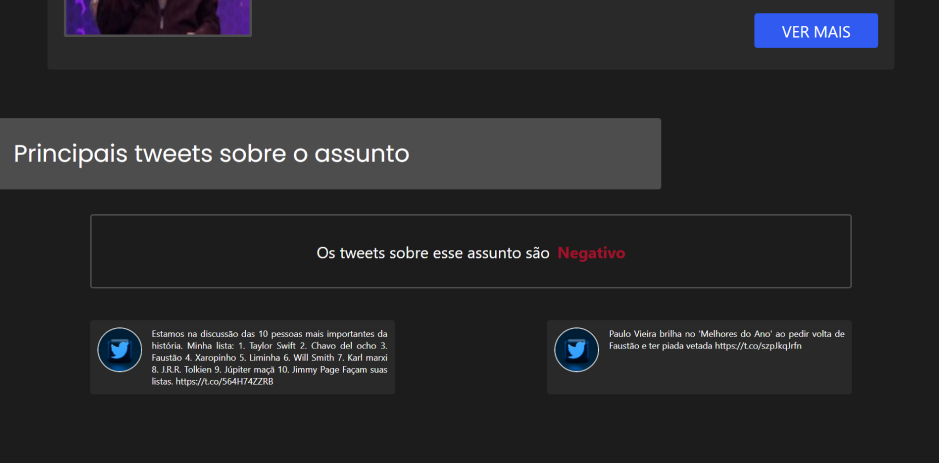 VER MAIS
Principais tweets sobre o assunto
Os tweets sobre esse assunto são Negativo
Estamos na discussão das 10 pessoas mais importantes da
história. Minha lista: 1. Taylor Swift 2. Chavo del ocho 3.
Faustão 4. Xaropinho 5. Liminha 6. Will Smith 7. Karl marxi
8. J.R.R. Tolkien 9. Júpiter maçã 10. Jimmy Page Façam suas
listas. https://t.co/564H74ZZRB
Paulo Vieira brilha no 'Melhores do Ano' ao pedir volta de
Faustão e ter piada vetada https://t.co/szpJkqJrfn